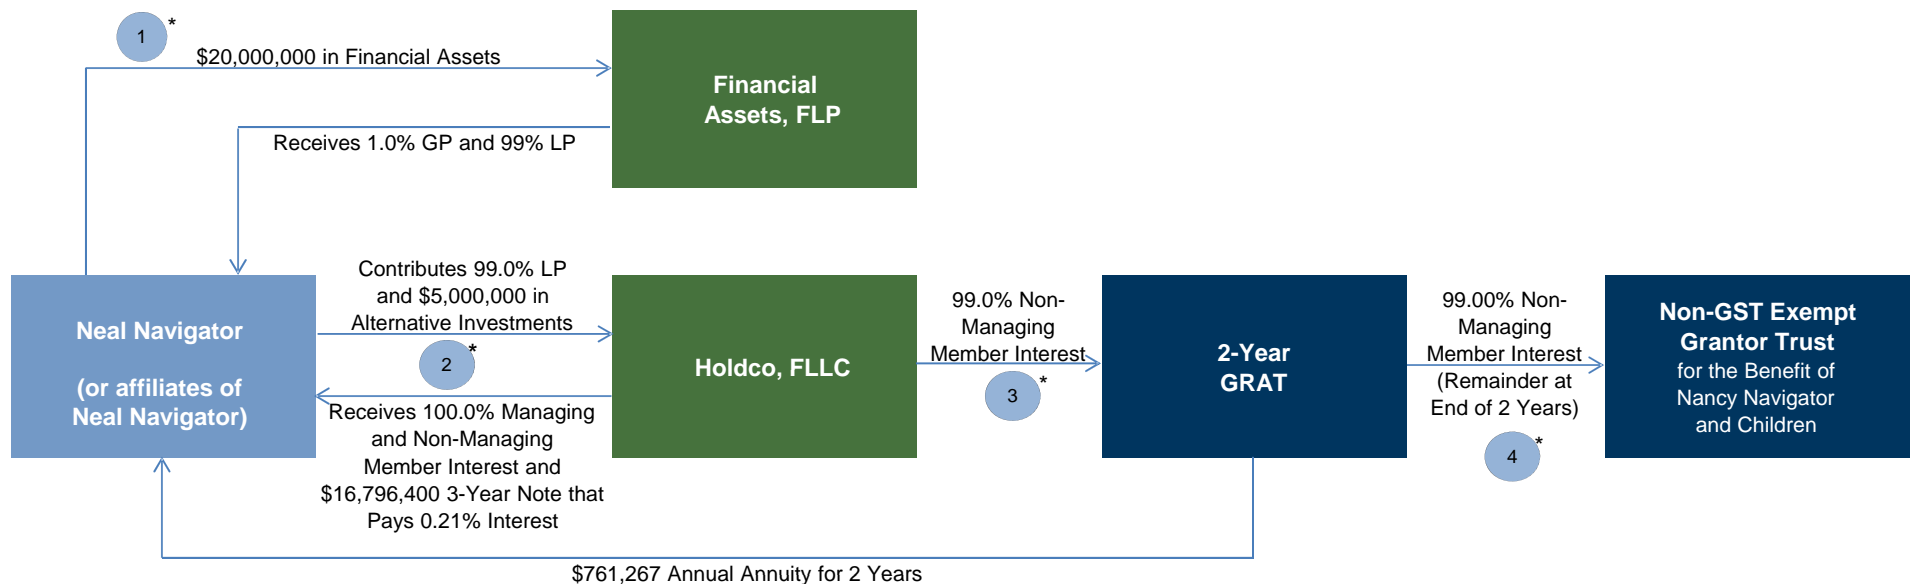 1
*
$20,000,000 in Financial Assets
Financial
Assets, FLP
Receives 1.0% GP and 99% LP
Neal Navigator
(or affiliates of
Neal Navigator)
Contributes 99.0% LP
and $5,000,000 in
Alternative Investments
2
*
Receives 100.0% Managing
and Non-Managing
Member Interest and
$16,796,400 3-Year Note that
Pays 0.21% Interest
Holdco, FLLC
99.0% Non-
Managing
Member Interest
3
*
2-Year
GRAT
99.00% Non-
Managing
Member Interest
(Remainder at
End of 2 Years)
4
*
Non-GST Exempt
Grantor Trust
for the Benefit of
Nancy Navigator
and Children
$761,267 Annual Annuity for 2 Years